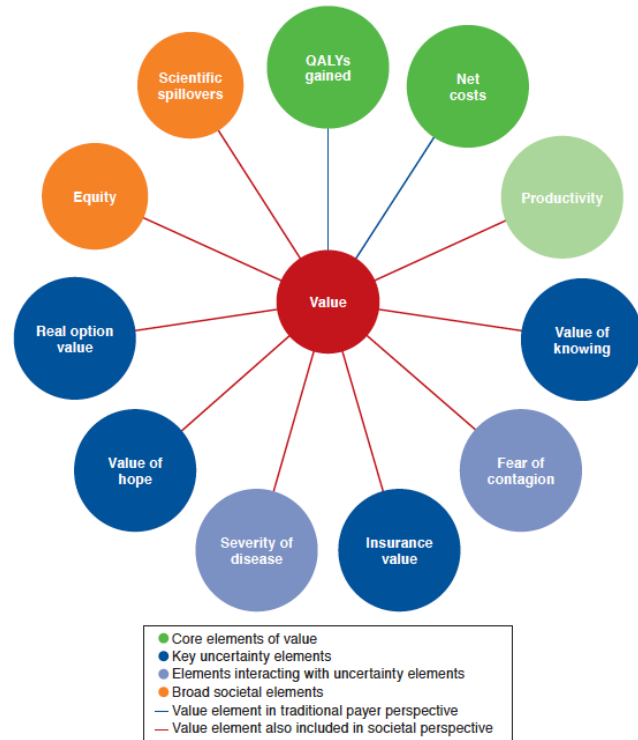 QALYs
gained
Net
costs
Scientific
spillovers
Productivity
Equity
Value
Real option
value
Value of
knowing
Value of
hope
Fear of
contagion
Severity of
disease
Insurance
value
Core elements of value
Key uncertainty elements
Elements interacting with uncertainty elements
Broad societal elements
Value element in traditional payer perspective
Value element also included in societal perspective